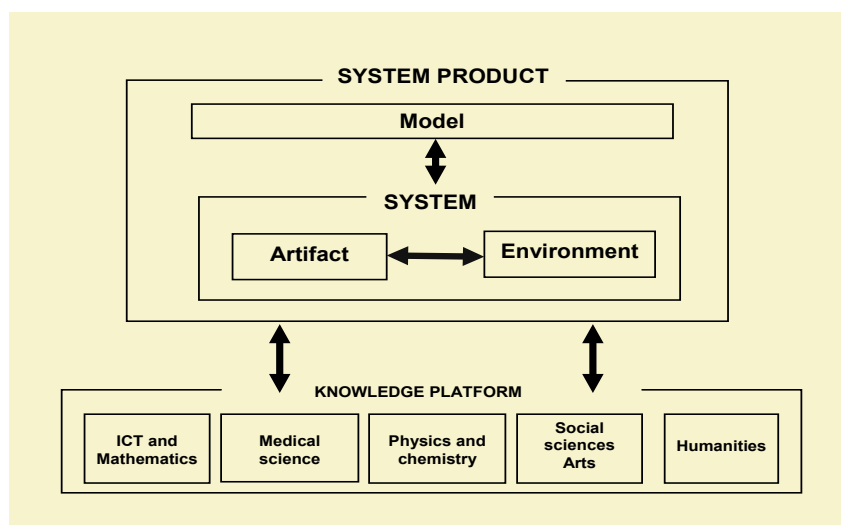 SYSTEM PRODUCT
Model
SYSTEM
Artifact
Environment
KNOWLEDGE PLATFORM
ICT and
Mathematics
Medical
science
Physics and
chemistry
Social
sciences
Arts
Humanities